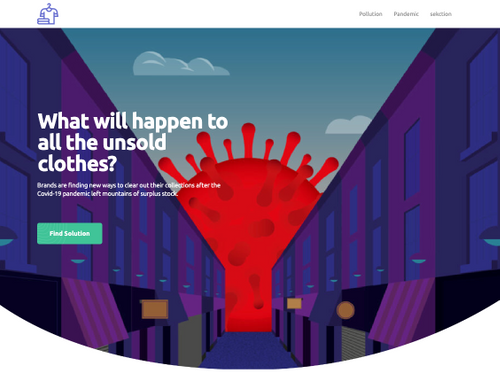 Pollution Pandemic selection
What will happen to
all the unsold
clothes?
Brands are finding new ways to clear out their collections after the
Covid-19 pandemic left mountains of surplus stock.
Find Solution